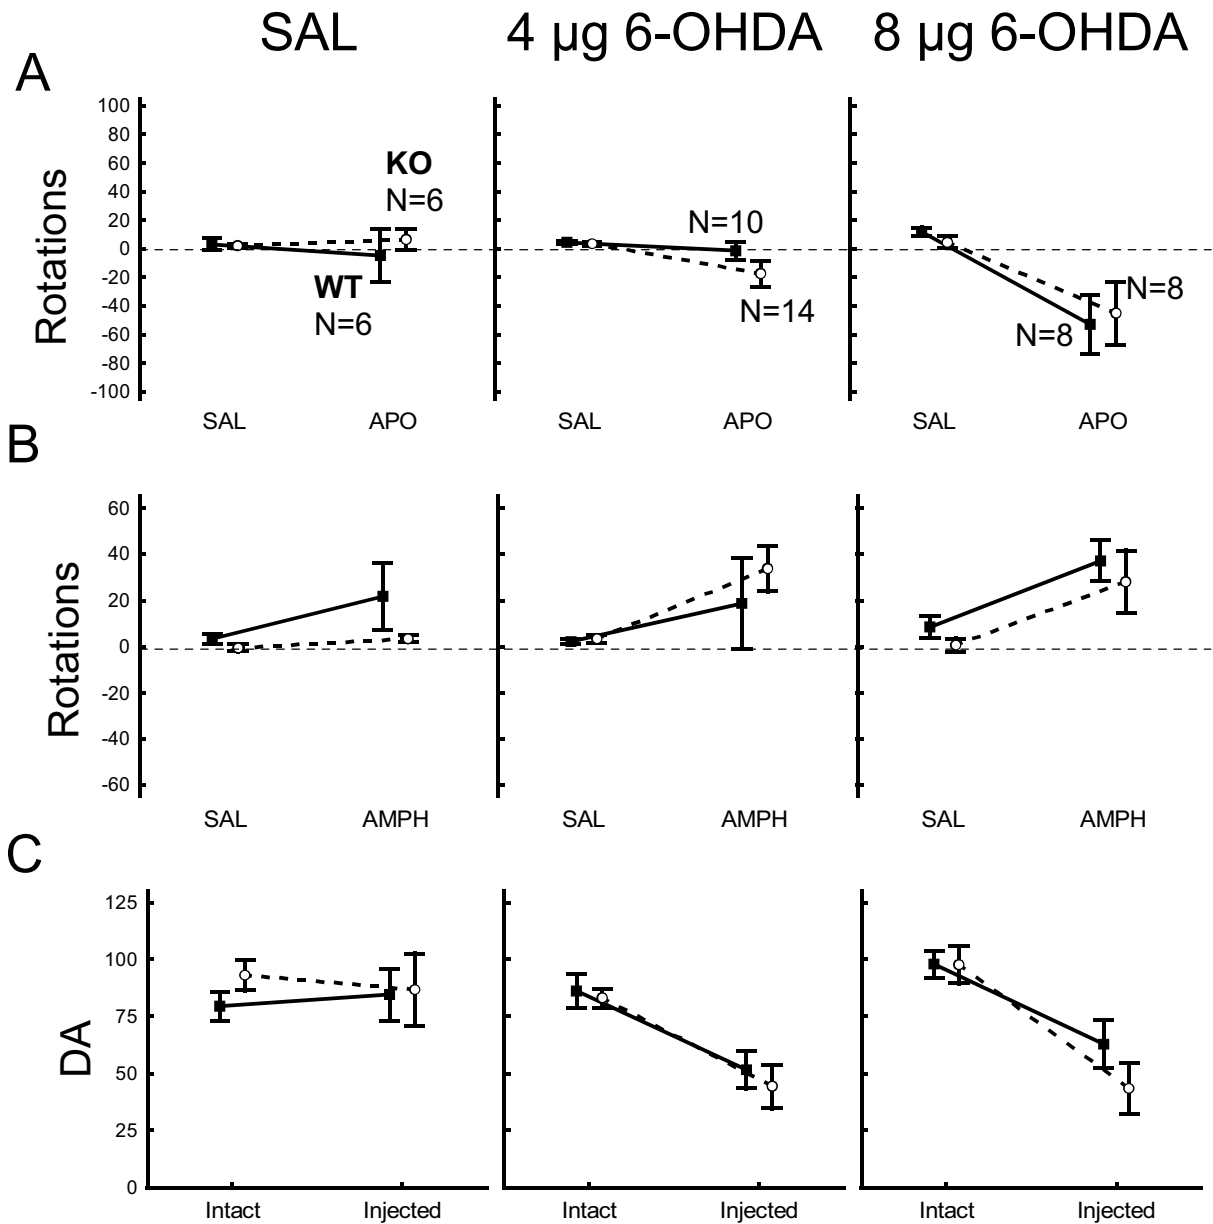 SAL 4 µg 6-OHDA 8 µg 6-OHDA
A
Rotations
100
80
60
40
20
0
-20
-40
-60
-80
-100
KO
N=6
WT
N=6
N=10
N=14
N=8
N=8
SAL APO SAL APO SAL APO
B
Rotations
60
40
20
0
-20
-40
-60
SAL AMPH SAL AMPH SAL AMPH
C
DA
125
100
75
50
25
0
Intact Injected Intact Injected Intact Injected